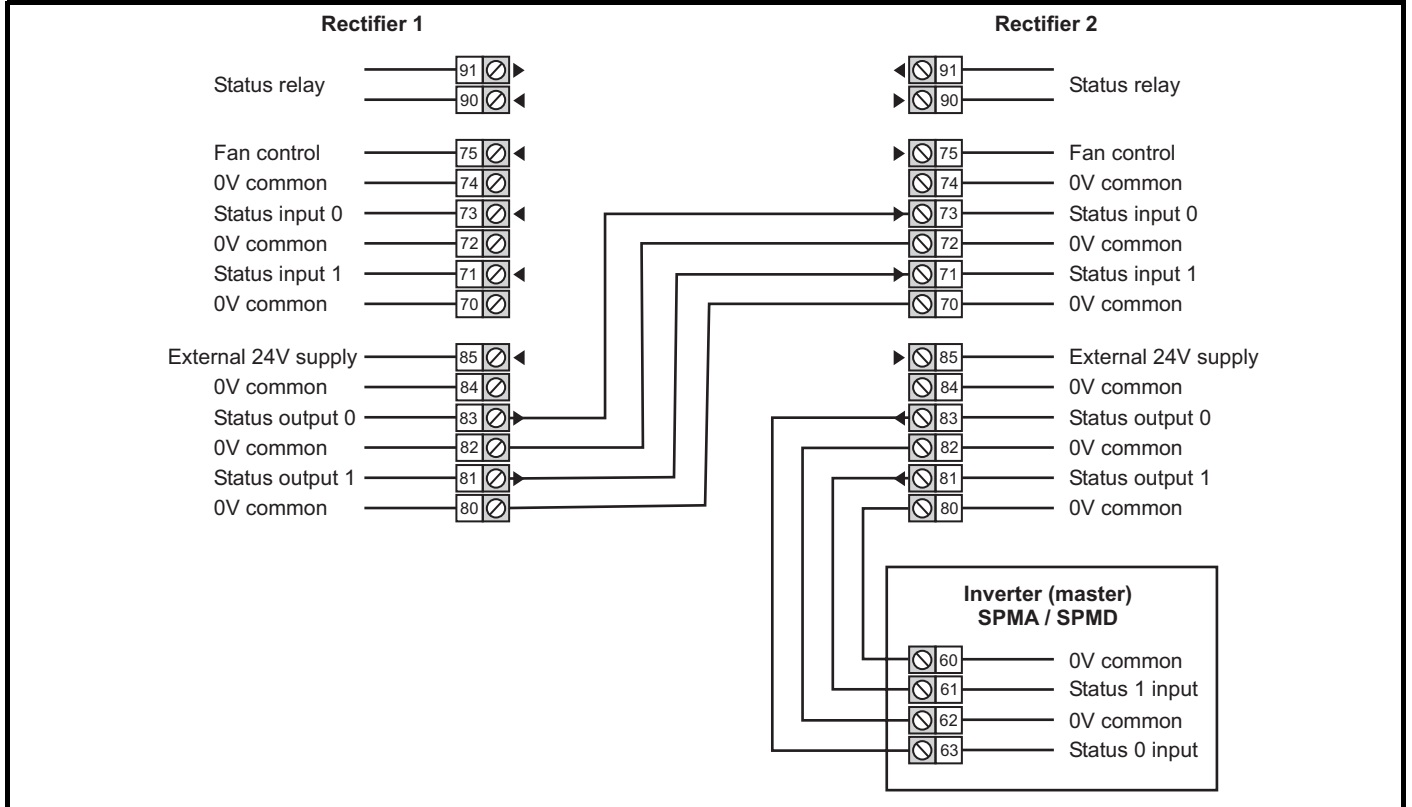 Rectifier 1
Status relay
91
90
Fan control 75
0V common 74
Status input 0 73
0V common 72
Status input 1 71
0V common 70
External 24V supply 85
0V common 84
Status output 0 83
0V common 82
Status output 1 81
0V common 80
Rectifier 2
91
90
Status relay
75 Fan control
74 0V common
73 Status input 0
72 0V common
71 Status input 1
70 0V common
85 External 24V supply
84 0V common
83 Status output 0
82 0V common
81 Status output 1
80 0V common
Inverter (master)
SPMA / SPMD
60 0V common
61 Status 1 input
62 0V common
63 Status 0 input